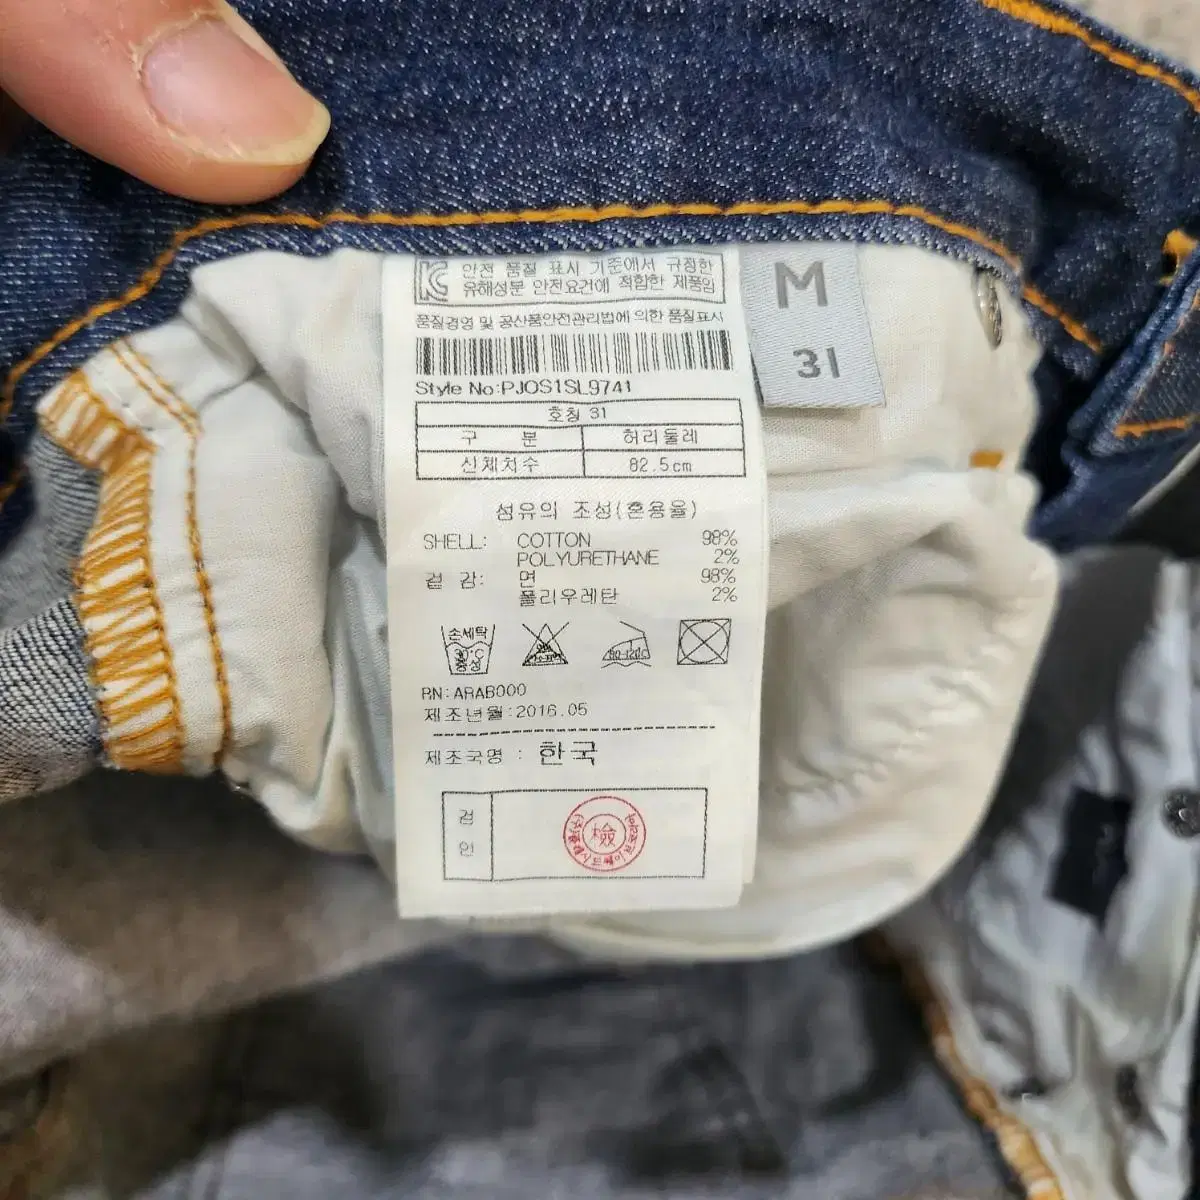 안전 품질 표시 기준에서 규정한
유해성분 안전요건에 적합한 제품임
품질경영 및 공산품안전관리법에 의한 품질표시
Style No:PJOS1SL9741
호칭 31
구 분 허리둘레
신체치수 82.5cm
섬유의 조성(혼용율)
SHELL: COTTON 98%
POLYURETHANE 2%
겉 감: 면 98%
폴리우레탄 2%
손세탁
30°C
중성
80-120C
RN:ARAB000
제조년월:2016.05
제조국명 : 한국
검
인
檢
M
31